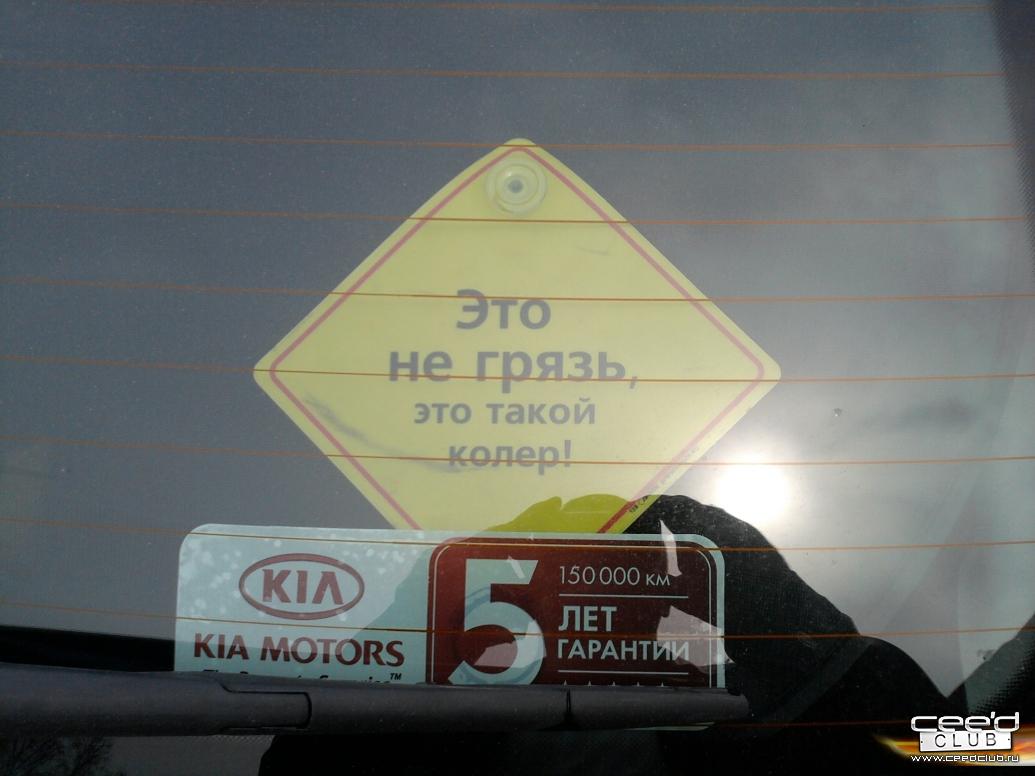 Это
не грязь,
это такой
колер!
KIA
KIA MOTORS
5
150 000 км
ЛЕТ
ГАРАНТИИ
cee'd
CLUB
www.ceedclub.ru